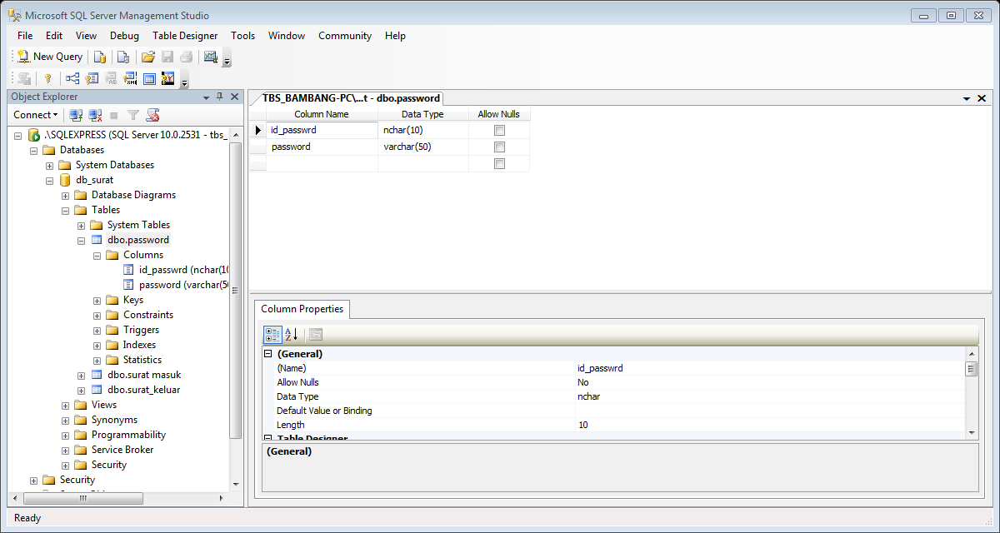 Microsoft SQL Server Management Studio
File Edit View Debug Table Designer Tools Window Community Help
New Query
Object Explorer
Connect
.\SQLEXPRESS (SQL Server 10.0.2531 - tbs_
Databases
System Databases
db_surat
Database Diagrams
Tables
System Tables
dbo.password
Columns
id_passwrd (nchar(10
password (varchar(50
Keys
Constraints
Triggers
Indexes
Statistics
dbo.surat masuk
dbo.surat_keluar
Views
Synonyms
Programmability
Service Broker
Security
Security
TBS_BAMBANG-PC\...t - dbo.password
Column Name Data Type Allow Nulls
id_passwrd nchar(10)
password varchar(50)
Column Properties
(General)
(Name) id_passwrd
Allow Nulls No
Data Type nchar
Default Value or Binding
Length 10
Table Designer
(General)
Ready